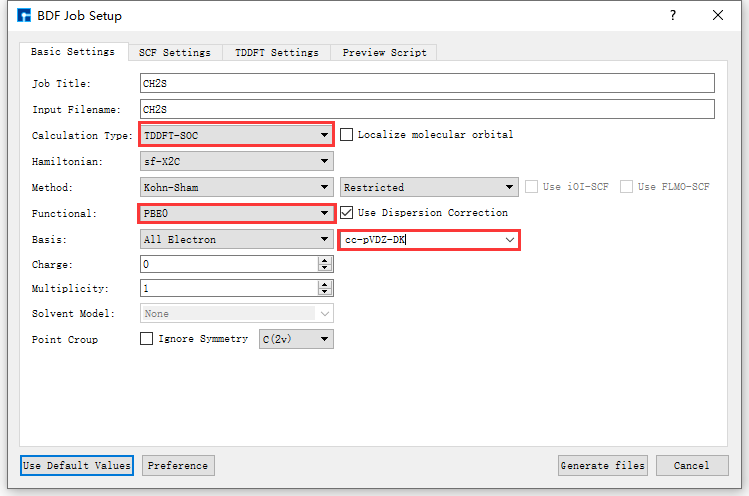 BDF Job Setup
Basic Settings SCF Settings TDDFT Settings Preview Script
Job Title: CH2S
Input Filename: CH2S
Calculation Type: TDDFT-SOC Localize molecular orbital
Hamiltonian: sf-X2C
Method: Kohn-Sham Restricted Use iOI-SCF Use FLMO-SCF
Functional: PBE0 Use Dispersion Correction
Basis: All Electron cc-pVDZ-DK
Charge: 0
Multiplicity: 1
Solvent Model: None
Point Croup Ignore Symmetry C(2v)
Use Default Values Preference Generate files Cancel